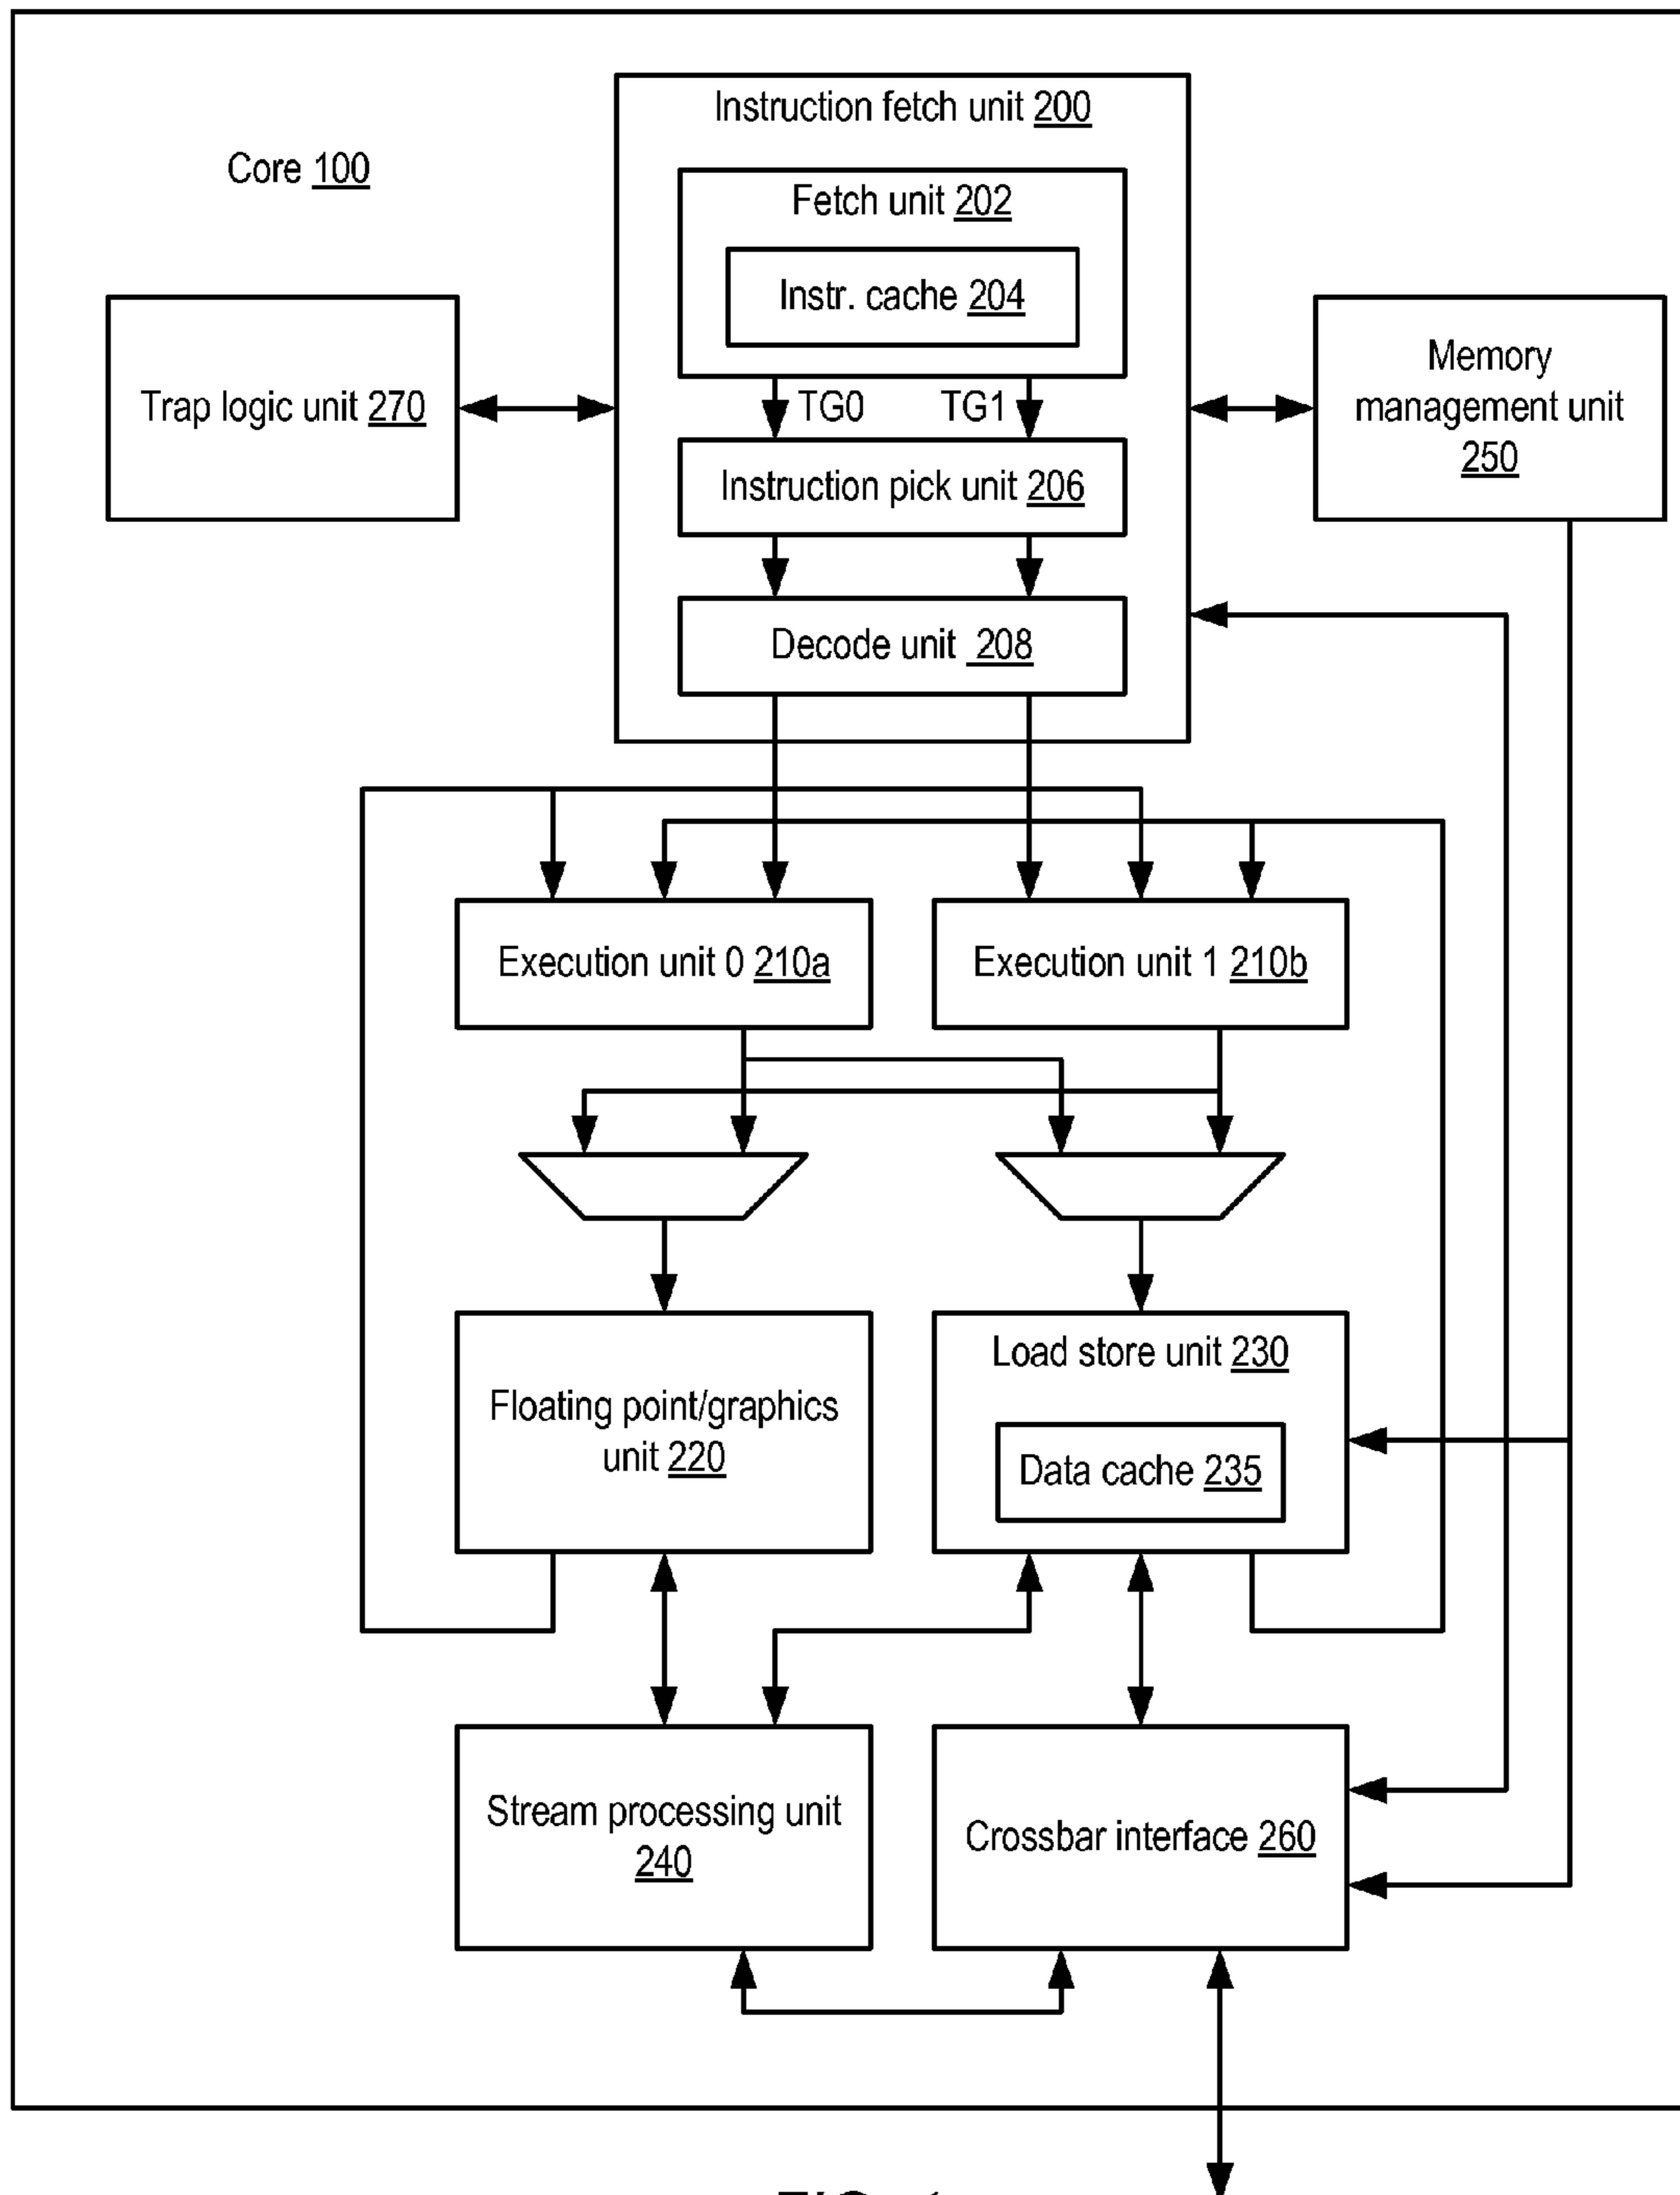 Instruction fetch unit 200
Core 100
Fetch unit 202
Instr. cache 204
Trap logic unit 270
Memory
management unit
250
TG0
TG1
Instruction pick unit 206
Decode unit 208
Execution unit 0 210a
Execution unit 1 210b
Floating point/graphics
unit 220
Load store unit 230
Data cache 235
Stream processing unit
240
Crossbar interface 260